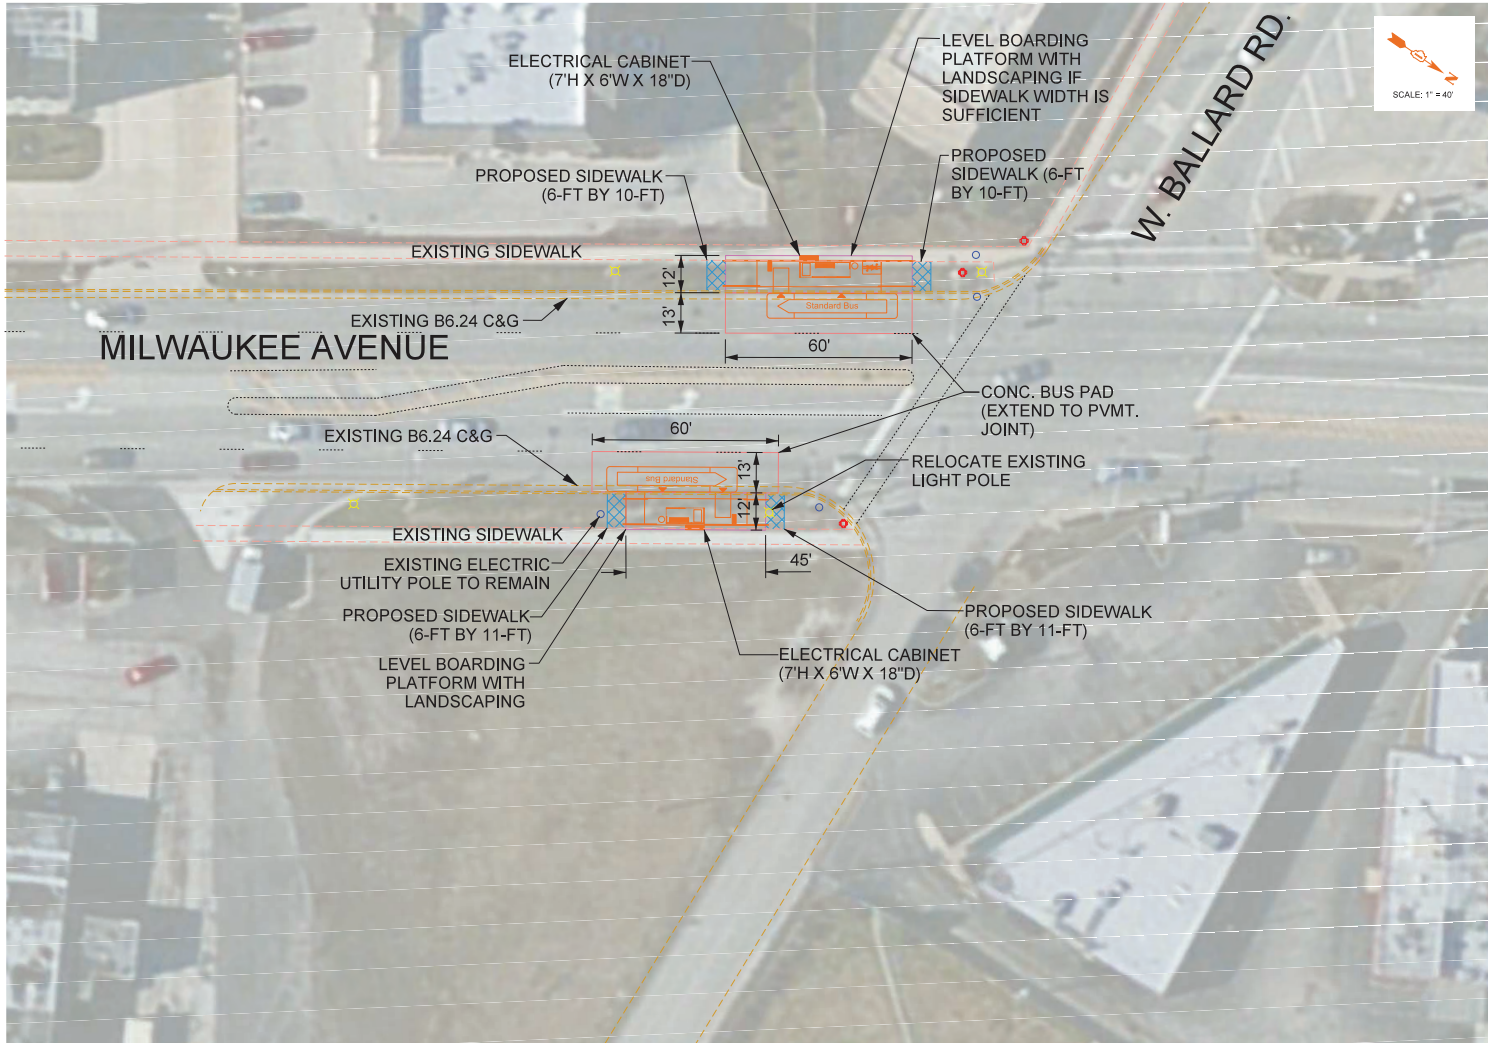 ELECTRICAL CABINET
(7'H X 6'W X 18"D)
LEVEL BOARDING
PLATFORM WITH
LANDSCAPING IF
SIDEWALK WIDTH IS
SUFFICIENT
W. BALLARD RD.
N
SCALE: 1" = 40'
PROPOSED SIDEWALK
(6-FT BY 10-FT)
PROPOSED
SIDEWALK (6-FT
BY 10-FT)
EXISTING SIDEWALK
12'
13'
Standard Bus
EXISTING B6.24 C&G
MILWAUKEE AVENUE
60'
CONC. BUS PAD
(EXTEND TO PVMT.
JOINT)
EXISTING B6.24 C&G
60'
13'
Standard Bus
12'
RELOCATE EXISTING
LIGHT POLE
EXISTING SIDEWALK
EXISTING ELECTRIC
UTILITY POLE TO REMAIN
45'
PROPOSED SIDEWALK
(6-FT BY 11-FT)
PROPOSED SIDEWALK
(6-FT BY 11-FT)
LEVEL BOARDING
PLATFORM WITH
LANDSCAPING
ELECTRICAL CABINET
(7'H X 6'W X 18"D)